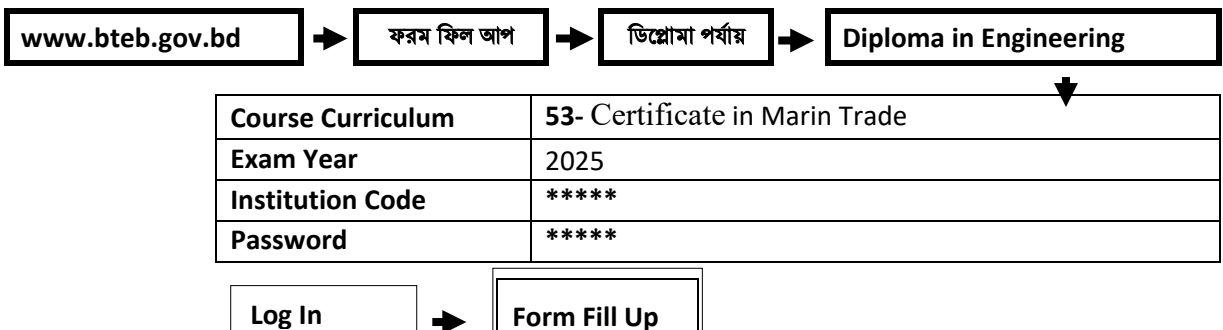 www.bteb.gov.bd ফরম ফিল আপ ডিপ্লোমা পর্যায় Diploma in Engineering
Course Curriculum 53- Certificate in Marin Trade
Exam Year 2025
Institution Code *****
Password *****
Log In Form Fill Up